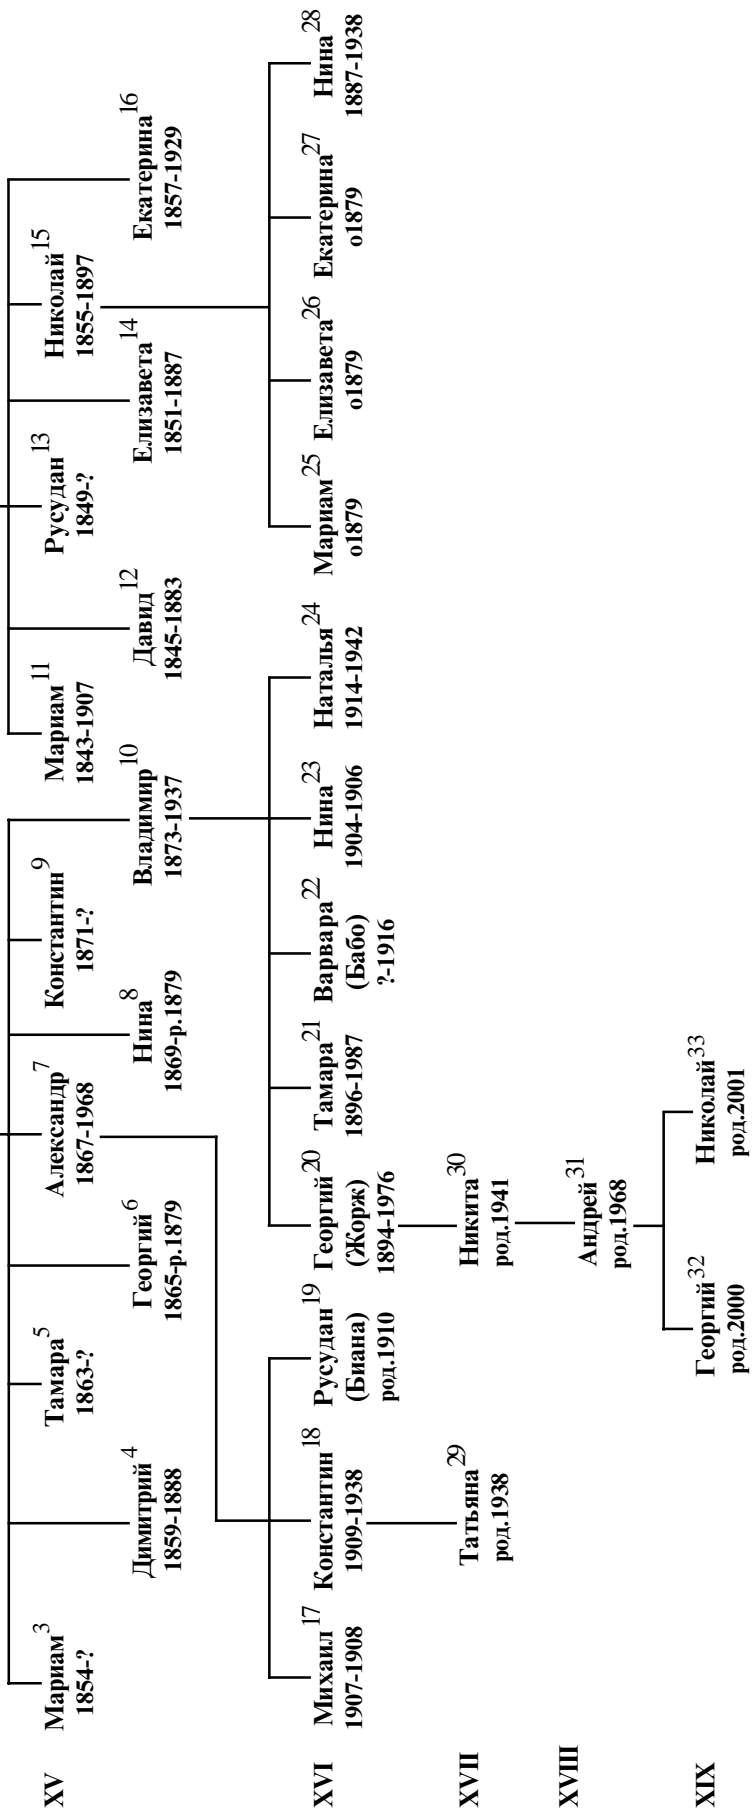 XV
Мариам3
1854-?
Димитрий4
1859-1888
Тамара5
1863-?
Георгий6
1865-р.1879
Александр7
1867-1968
Нина8
1869-р.1879
Константин9
1871-?
Владимир10
1873-1937
Мариам11
1843-1907
Давид12
1845-1883
Русудан13
1849-?
Елизавета14
1851-1887
Николай15
1855-1897
Екатерина16
1857-1929
XVI
Михаил17
1907-1908
Константин18
1909-1938
Русудан19
(Биана)
род.1910
Георгий20
(Жорж)
1894-1976
Тамара21
1896-1987
Варвара22
(Бабо)
?-1916
Нина23
1904-1906
Наталья24
1914-1942
Мариам25
о1879
Елизавета26
о1879
Екатерина27
о1879
Нина28
1887-1938
XVII
Татьяна29
род.1938
Никита30
род.1941
XVIII
Андрей31
род.1968
XIX
Георгий32
род.2000
Николай33
род.2001